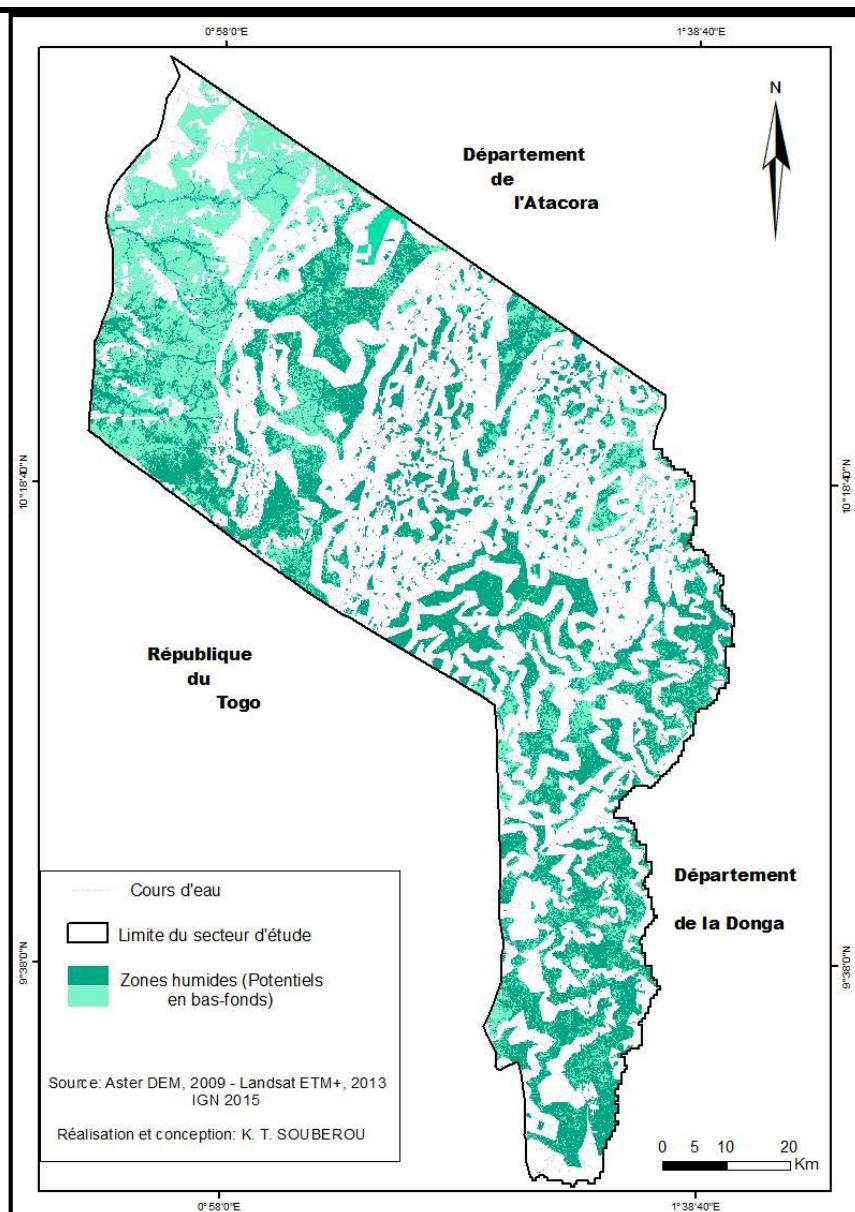 0°58'0"E
1°38'40"E
N
Département
de
l'Atacora
10°18'40"N
10°18'40"N
République
du
Togo
Cours d'eau
Limite du secteur d'étude
Zones humides (Potentiels
en bas-fonds)
Source: Aster DEM, 2009 - Landsat ETM+, 2013
IGN 2015
Réalisation et conception: K. T. SOUBEROU
Département
de la Donga
9°38'0"N
9°38'0"N
0 5 10 20
Km
0°58'0"E
1°38'40"E